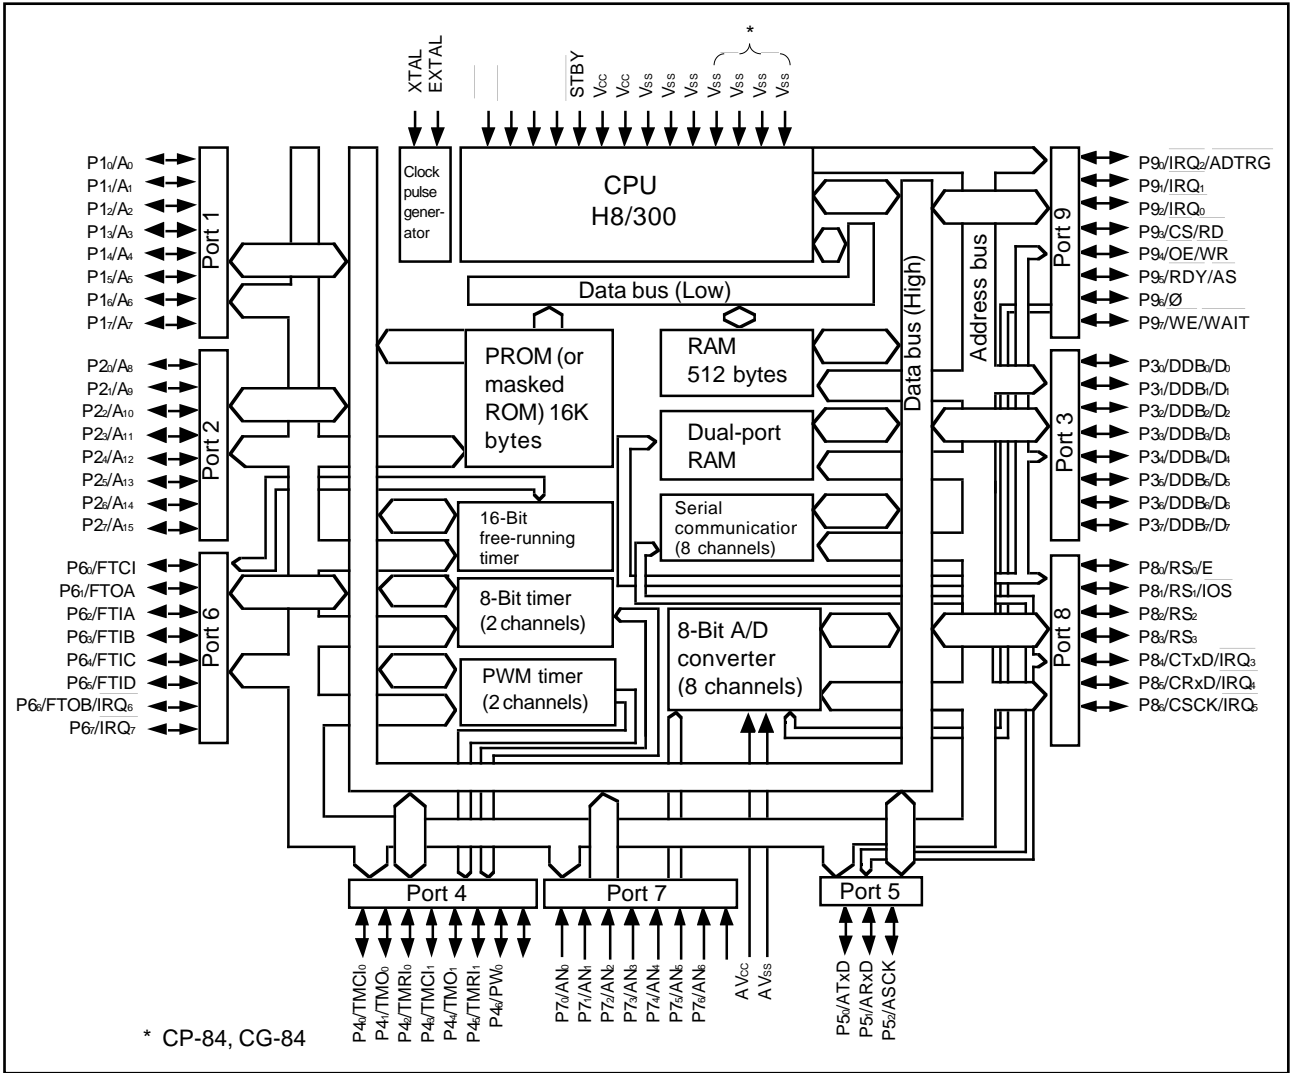 *
XTAL
EXTAL
STBY
Vcc
Vcc
Vss
Vss
Vss
Vss
Vss
Vss
Vss
Clock
pulse
gener-
ator
CPU
H8/300
Data bus (Low)
Data bus (High)
Address bus
PROM (or
masked
ROM) 16K
bytes
RAM
512 bytes
Dual-port
RAM
16-Bit
free-running
timer
Serial
communicatior
(8 channels)
8-Bit timer
(2 channels)
8-Bit A/D
converter
(8 channels)
PWM timer
(2 channels)
Port 1
P1₀/A₀
P1₁/A₁
P1₂/A₂
P1₃/A₃
P1₄/A₄
P1₅/A₅
P1₆/A₆
P1₇/A₇
Port 2
P2₀/A₈
P2₁/A₉
P2₂/A₁₀
P2₃/A₁₁
P2₄/A₁₂
P2₅/A₁₃
P2₆/A₁₄
P2₇/A₁₅
Port 6
P6₀/FTCI
P6₁/FTOA
P6₂/FTIA
P6₃/FTIB
P6₄/FTIC
P6₅/FTID
P6₆/FTOB/IRQ₆
P6₇/IRQ₇
Port 9
P9₀/IRQ₂/ADTRG
P9₁/IRQ₁
P9₂/IRQ₀
P9₃/CS/RD
P9₄/OE/WR
P9₅/RDY/AS
P9₆/Ø
P9₇/WE/WAIT
Port 3
P3₀/DDB₀/D₀
P3₁/DDB₁/D₁
P3₂/DDB₂/D₂
P3₃/DDB₃/D₃
P3₄/DDB₄/D₄
P3₅/DDB₅/D₅
P3₆/DDB₆/D₆
P3₇/DDB₇/D₇
Port 8
P8₀/RS₀/E
P8₁/RS₁/IOS
P8₂/RS₂
P8₃/RS₃
P8₄/CTxD/IRQ₃
P8₅/CRxD/IRQ₄
P8₆/CSCK/IRQ₅
Port 4
P4₀/TMCI₀
P4₁/TMO₀
P4₂/TMRI₀
P4₃/TMCI₁
P4₄/TMO₁
P4₅/TMRI₁
P4₆/PW₀
Port 7
P7₀/AN₀
P7₁/AN₁
P7₂/AN₂
P7₃/AN₃
P7₄/AN₄
P7₅/AN₅
P7₆/AN₆
AVcc
AVss
Port 5
P5₀/ATxD
P5₁/ARxD
P5₂/ASCK
* CP-84, CG-84